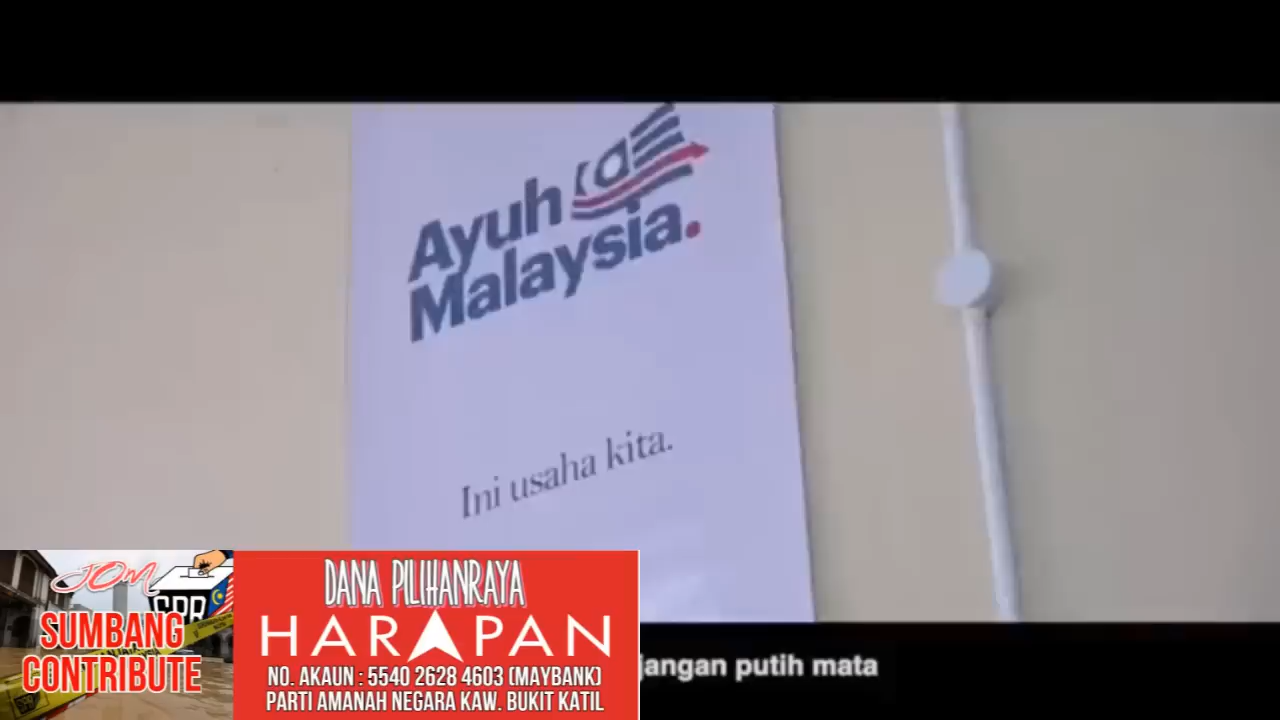 Ayuh
Malaysia.
Ini usaha kita.
JOM
SPR
SUMBANG
CONTRIBUTE
DANA PILIHANRAYA
HARAPAN
NO. AKAUN : 5540 2628 4603 (MAYBANK)
PARTI AMANAH NEGARA KAW. BUKIT KATIL
jangan putih mata